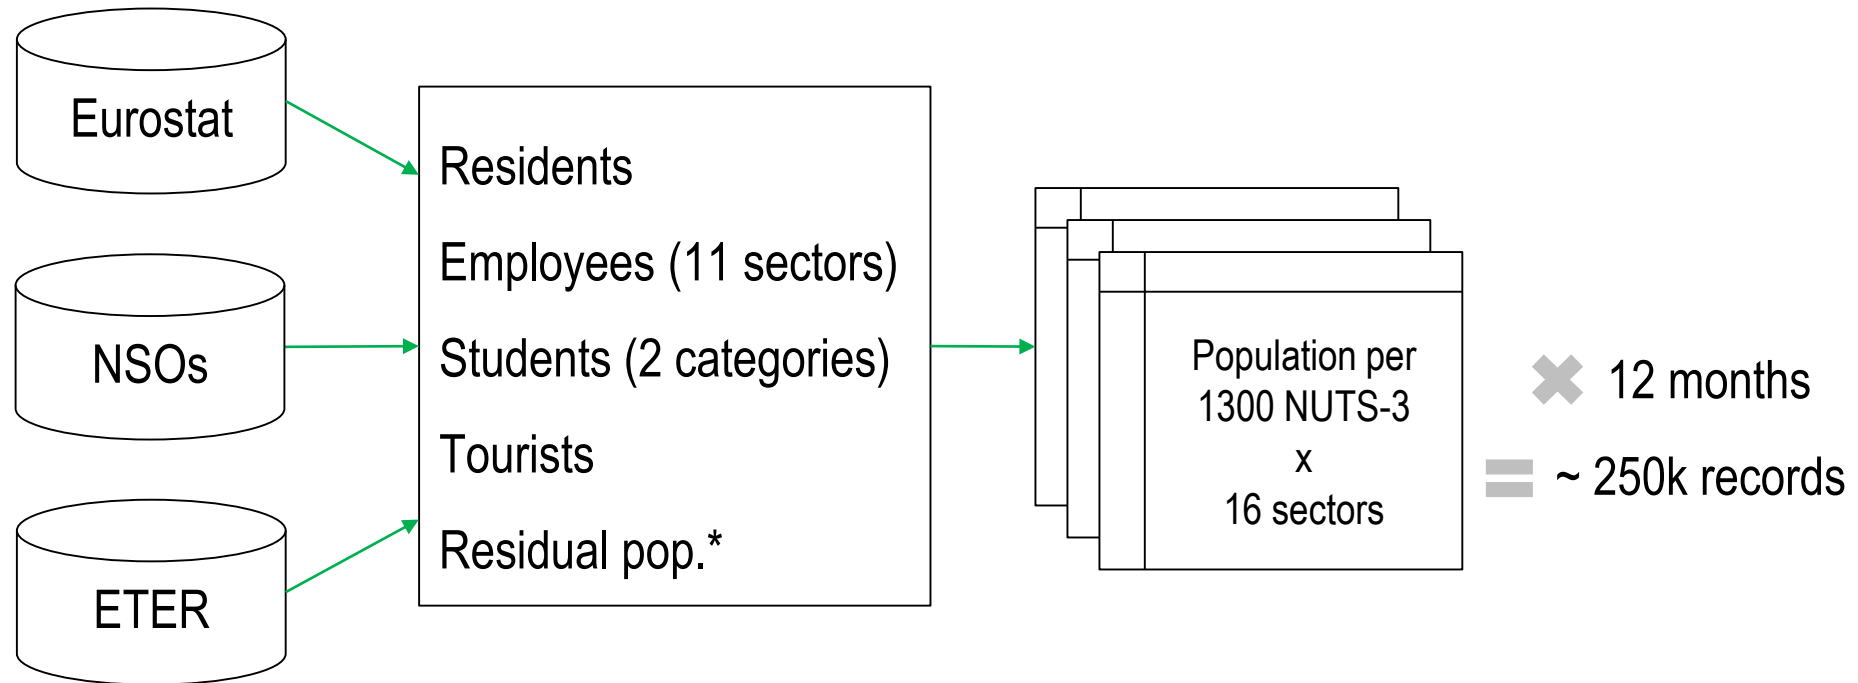 Eurostat
NSOs
ETER
Residents
Employees (11 sectors)
Students (2 categories)
Tourists
Residual pop.*
Population per
1300 NUTS-3
x
16 sectors
✖ 12 months
= ~ 250k records